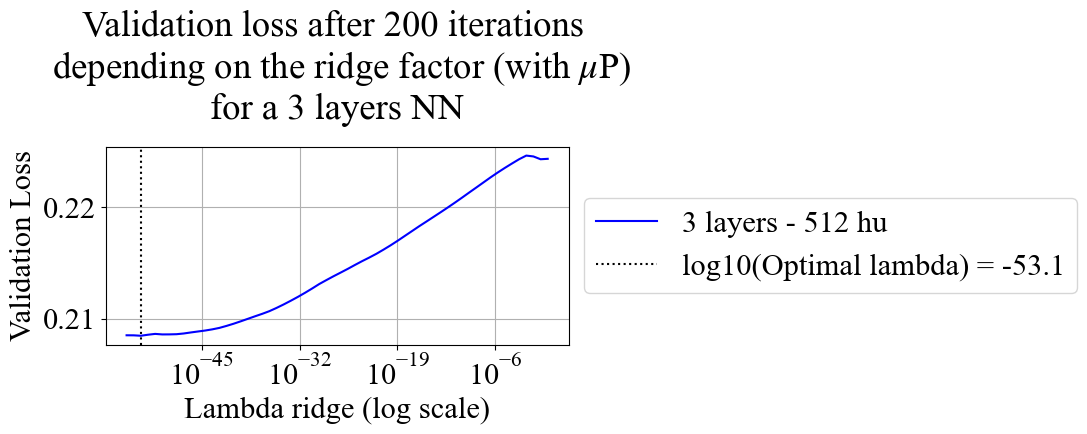 Validation loss after 200 iterations
depending on the ridge factor (with μP)
for a 3 layers NN
Validation Loss
0.22
0.21
10⁻⁴⁵
10⁻³²
10⁻¹⁹
10⁻⁶
Lambda ridge (log scale)
3 layers - 512 hu
log10(Optimal lambda) = -53.1